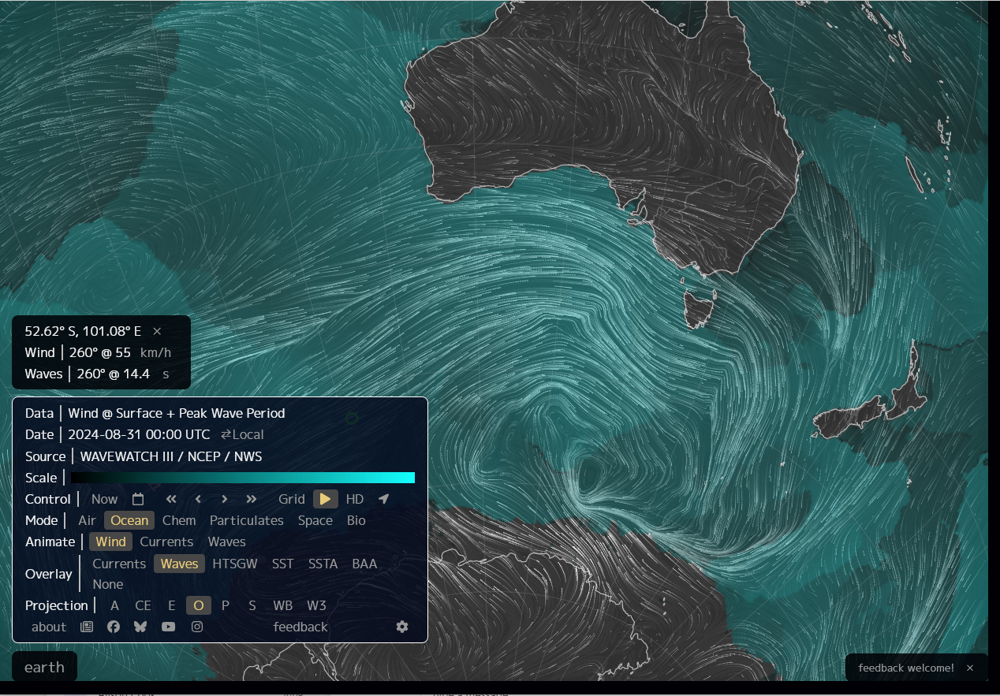 52.62° S, 101.08° E ×
Wind | 260° @ 55 km/h
Waves | 260° @ 14.4 s
Data | Wind @ Surface + Peak Wave Period
Date | 2024-08-31 00:00 UTC ⇄Local
Source | WAVEWATCH III / NCEP / NWS
Scale |
Control | Now Grid HD
Mode | Air Ocean Chem Particulates Space Bio
Animate | Wind Currents Waves
Overlay | Currents Waves HTSGW SST SSTA BAA
None
Projection | A CE E O P S WB W3
about feedback
earth
feedback welcome! ×